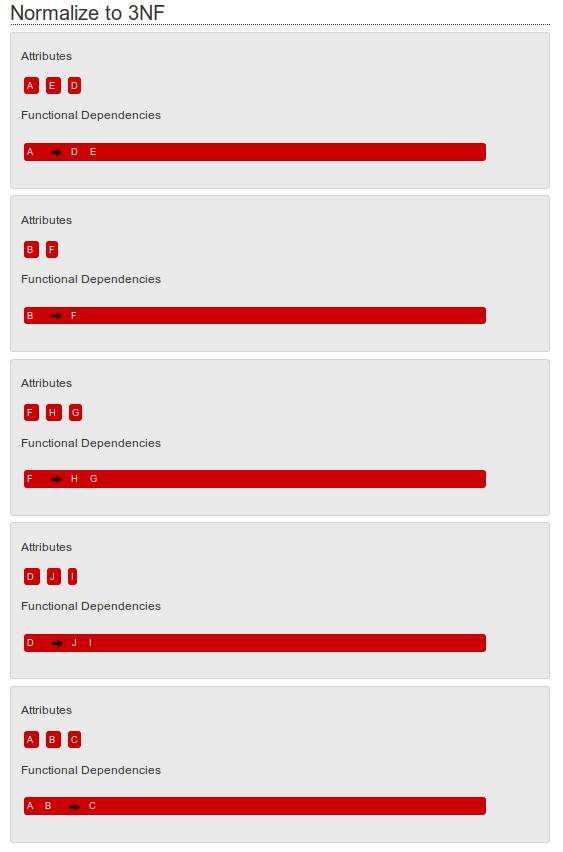 Normalize to 3NF
Attributes
A E D
Functional Dependencies
A → D E
Attributes
B F
Functional Dependencies
B → F
Attributes
F H G
Functional Dependencies
F → H G
Attributes
D J I
Functional Dependencies
D → J I
Attributes
A B C
Functional Dependencies
A B → C